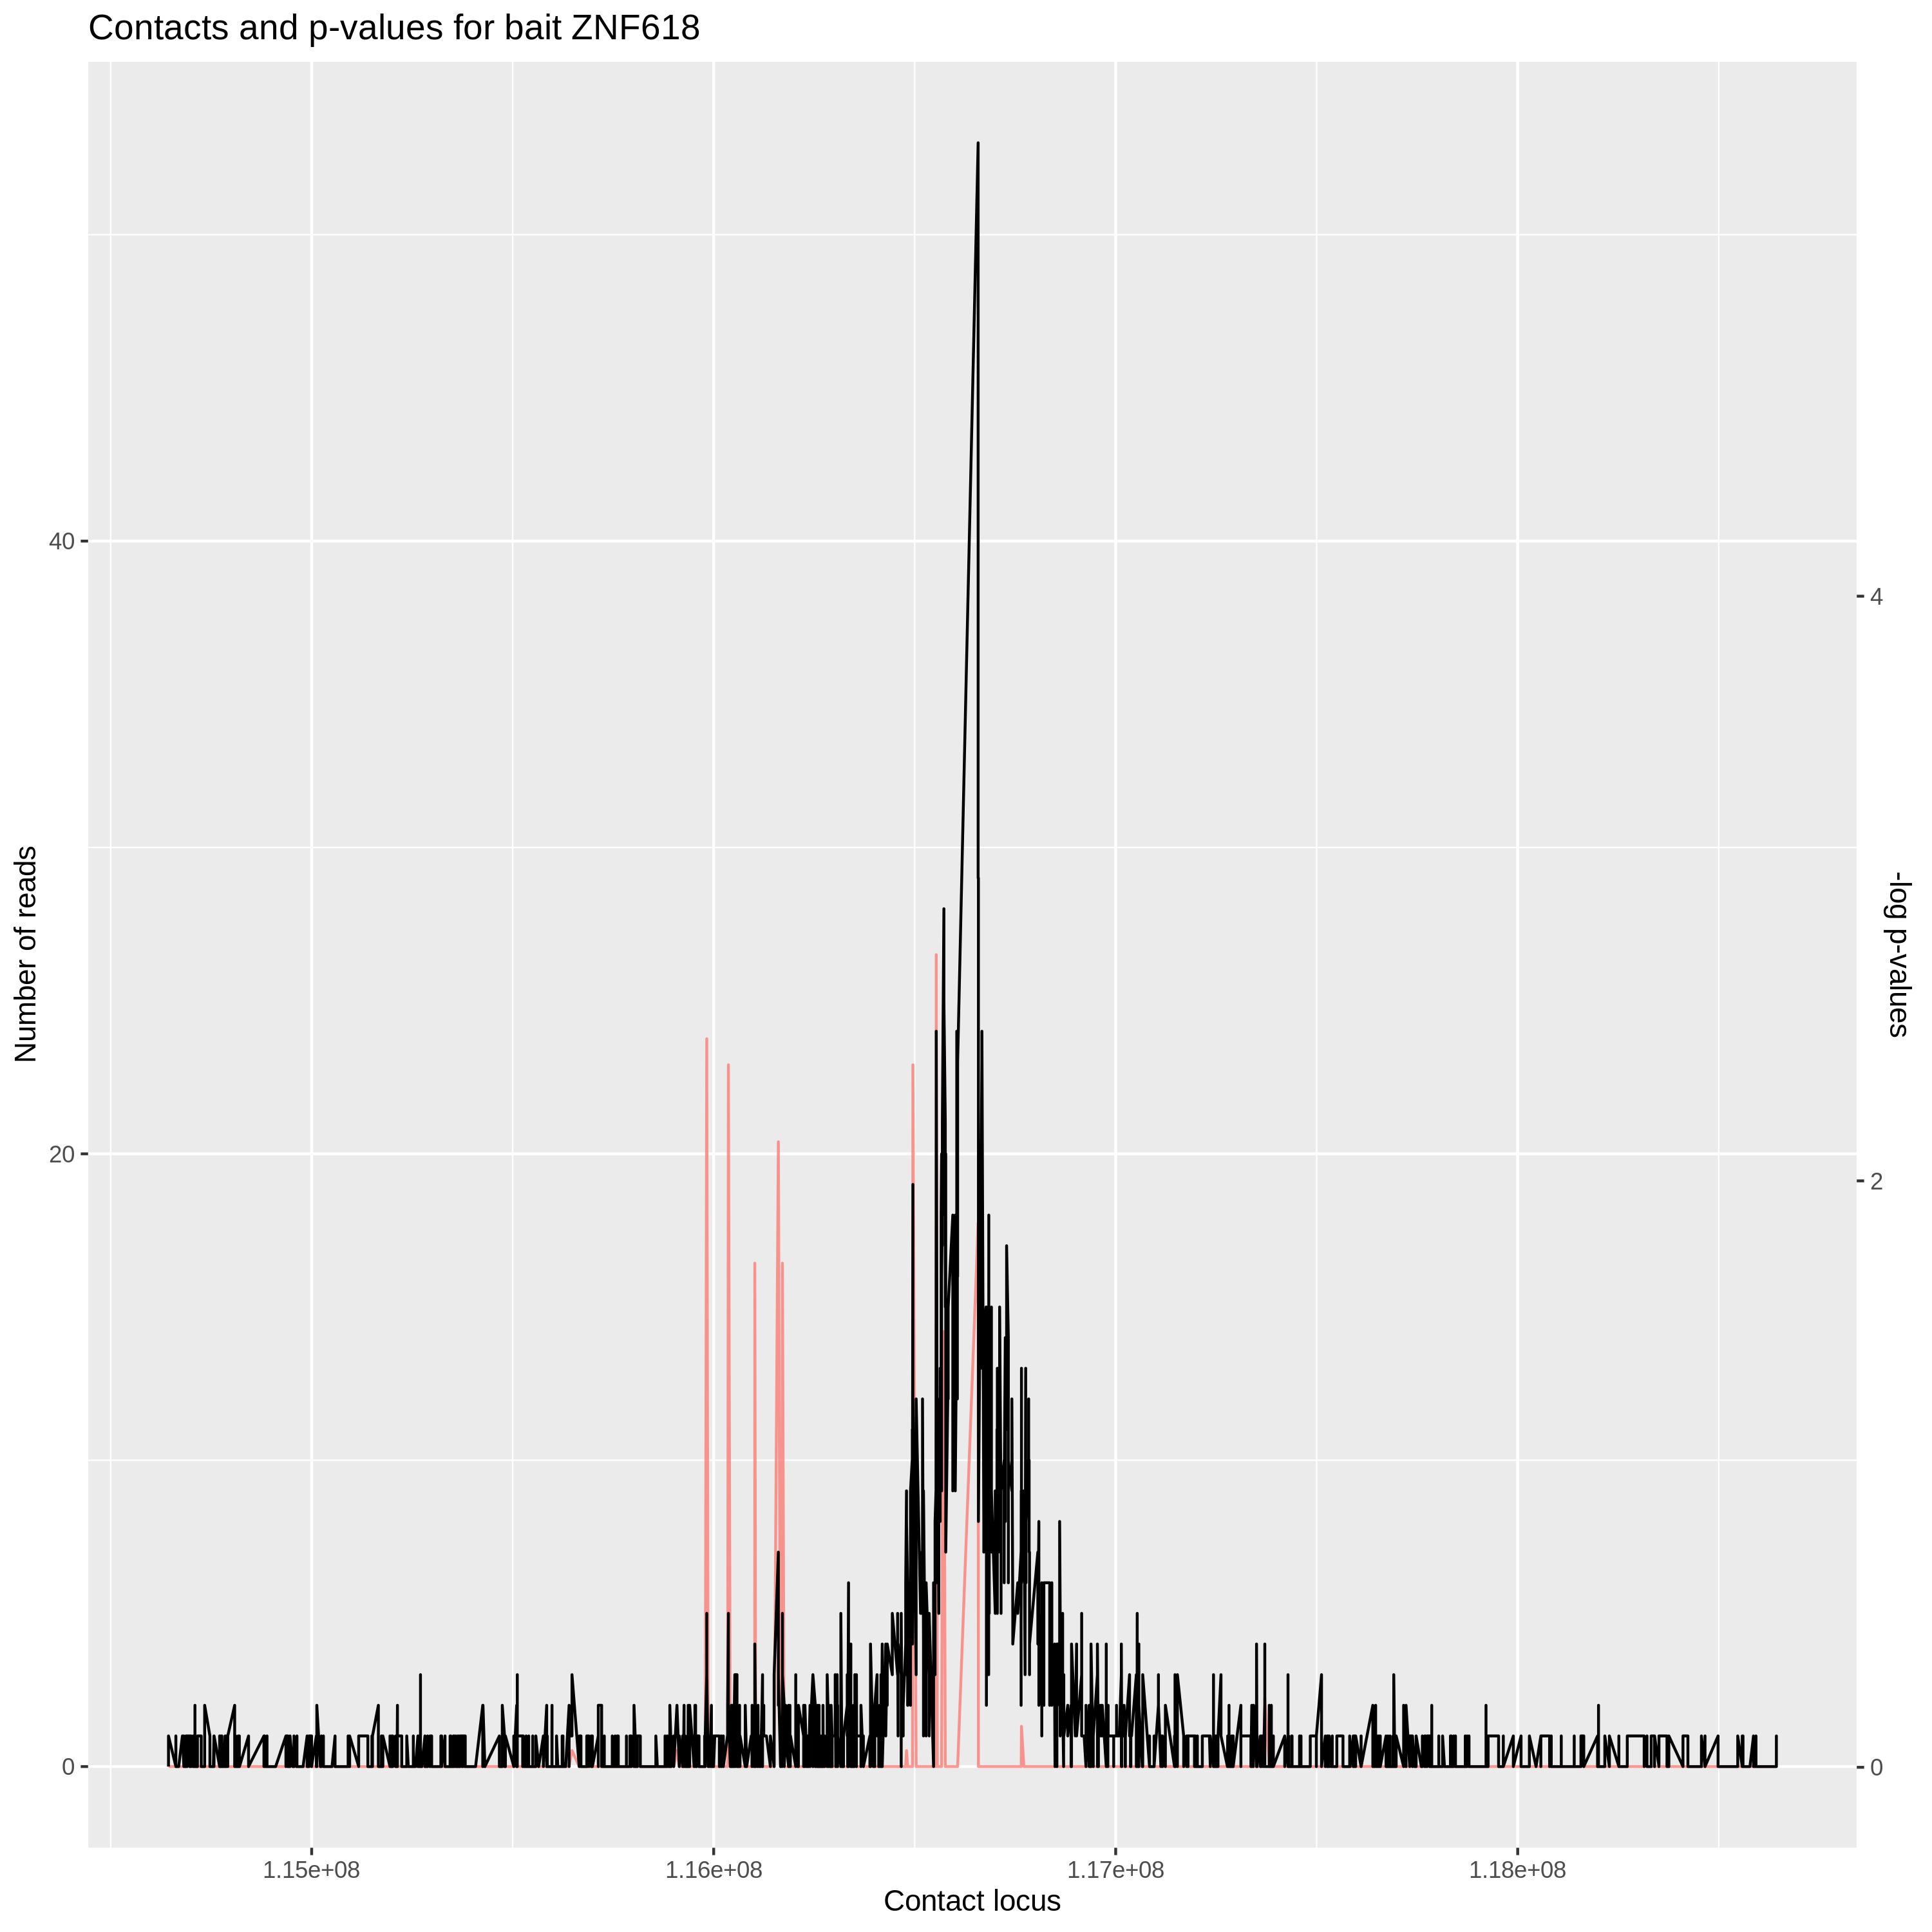 Contacts and p-values for bait ZNF618
40
20
0
Number of reads
4
2
0
-log p-values
1.15e+08
1.16e+08
1.17e+08
1.18e+08
Contact locus